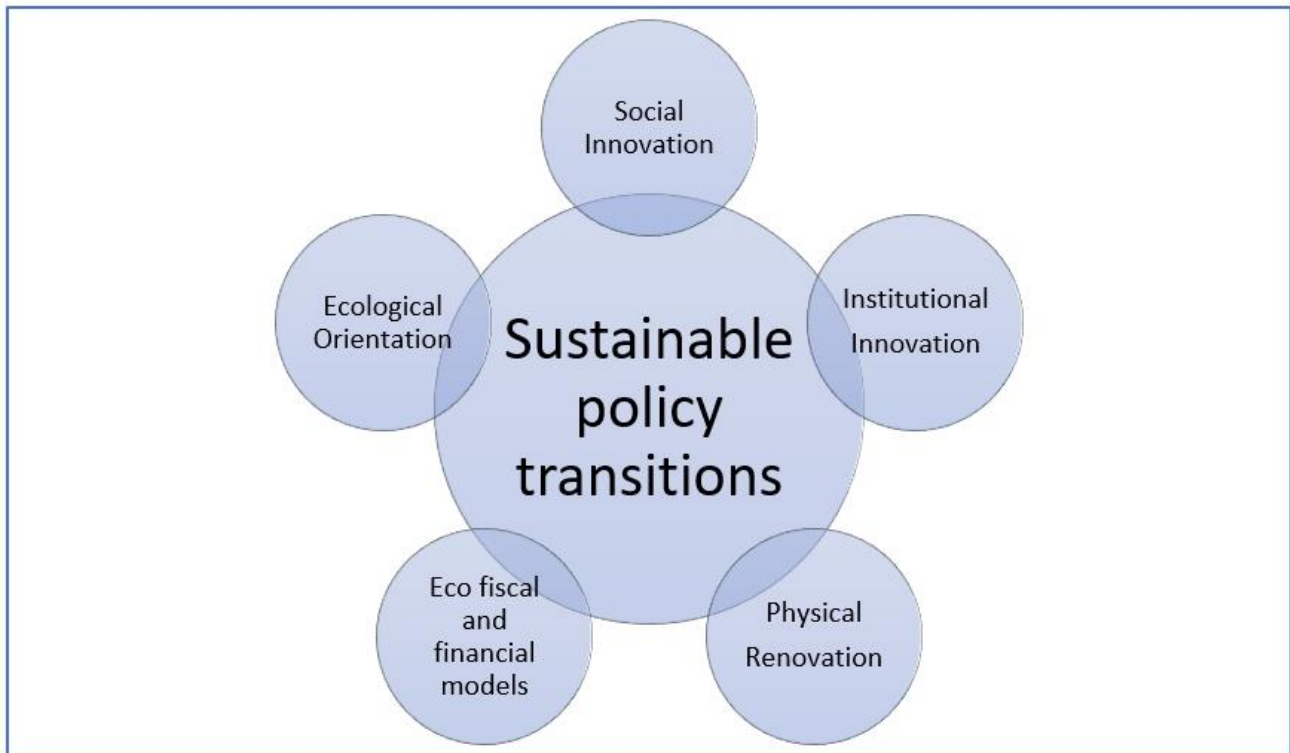 Social
Innovation
Ecological
Orientation
Institutional
Innovation
Sustainable
policy
transitions
Eco fiscal
and
financial
models
Physical
Renovation